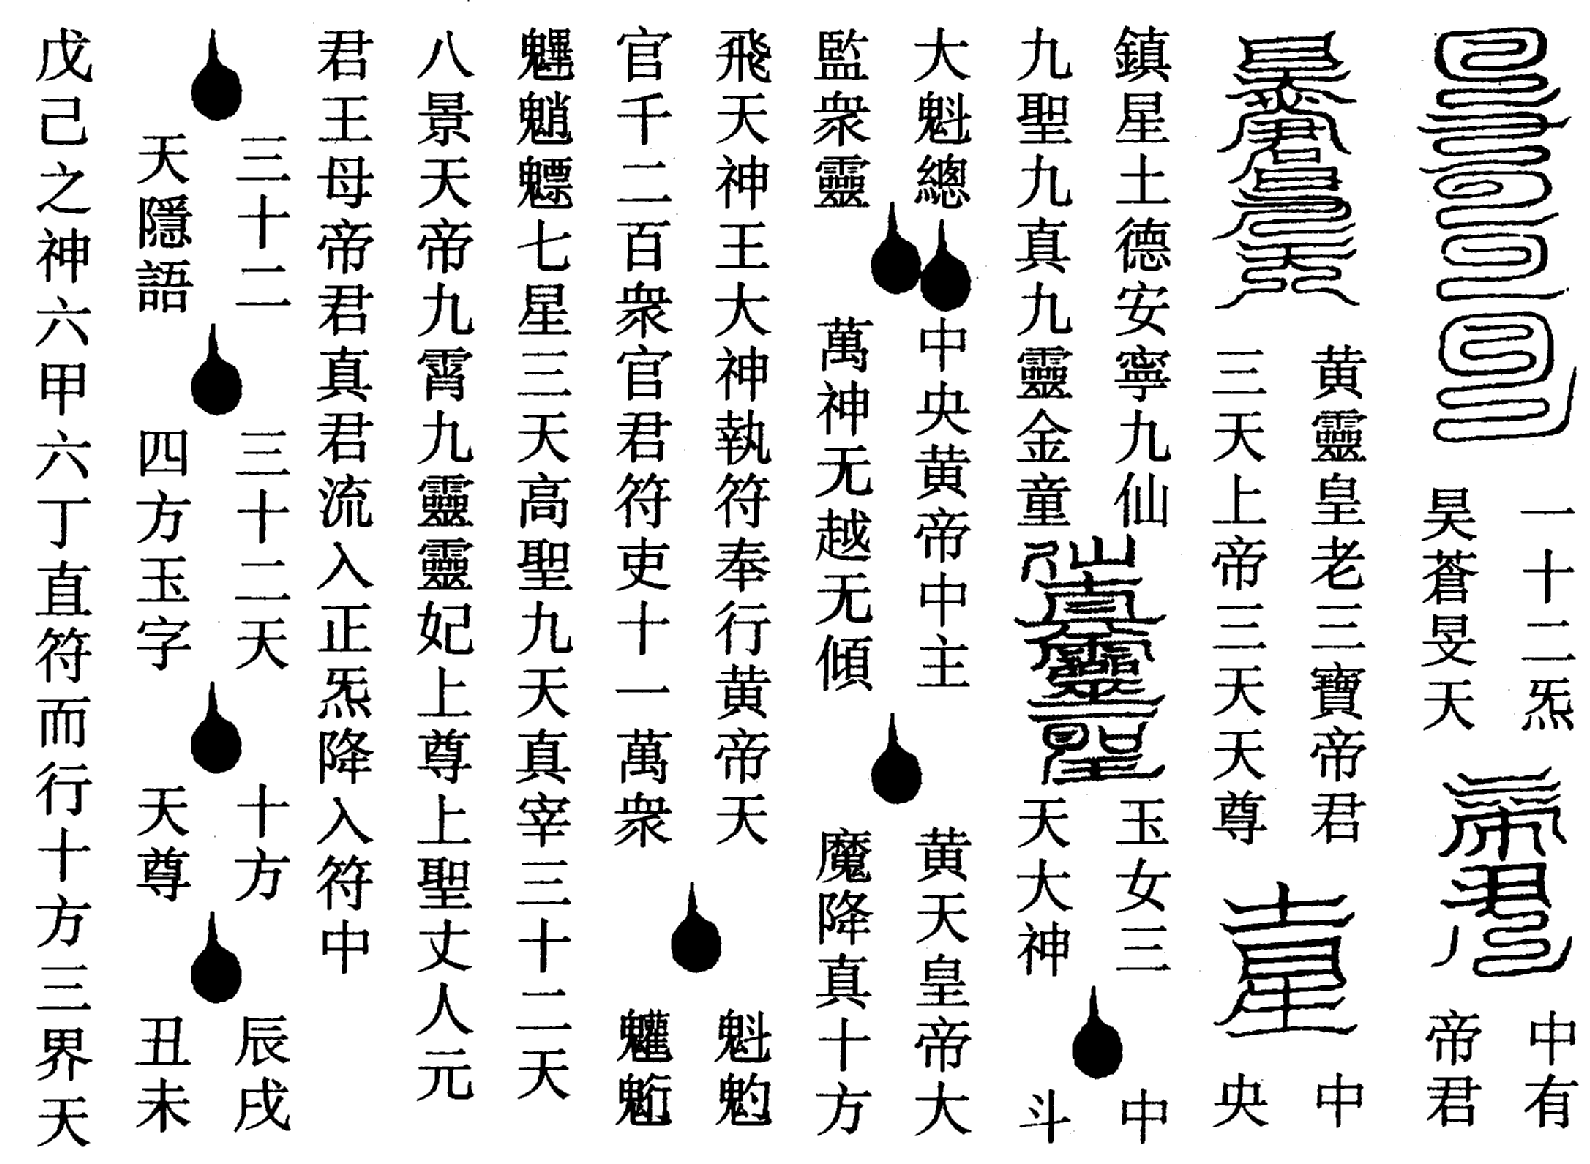 一十二炁
昊蒼旻天
中有
帝君
黄靈皇老三寶帝君
三天上帝三天天尊
中
央
鎮星土德安寧九仙
九聖九真九靈金童
玉女三
天大神
中
斗
大魁總
監衆靈
中央黄帝中主
萬神无越无傾
黄天皇帝大
魔降真十方
飛天神王大神執符奉行黄帝天
官千二百衆官君符吏十一萬衆
魁
魓魈魒七星三天高聖九天真宰三十二天
八景天帝九霄九靈靈妃上尊上聖丈人元
君王母帝君真君流入正炁降入符中
三十二
天隱語
三十二天
四方玉字
十方
天尊
辰戌
丑未
戊己之神六甲六丁直符而行十方三界天